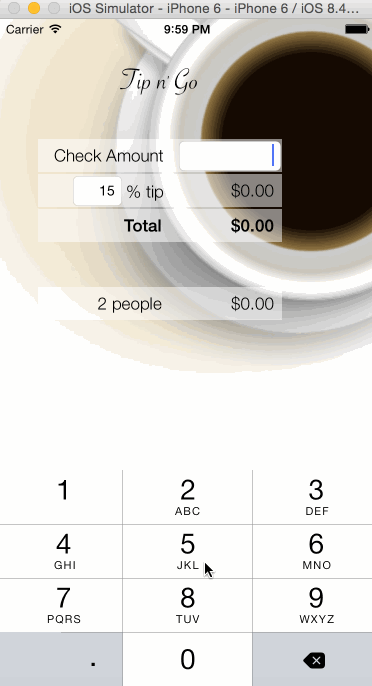 iOS Simulator - iPhone 6 - iPhone 6 / iOS 8.4...
Carrier 9:59 PM
Tip n' Go
Check Amount
15 % tip $0.00
Total $0.00
2 people $0.00
1 2 3
ABC DEF
4 5 6
GHI JKL MNO
7 8 9
PQRS TUV WXYZ
. 0